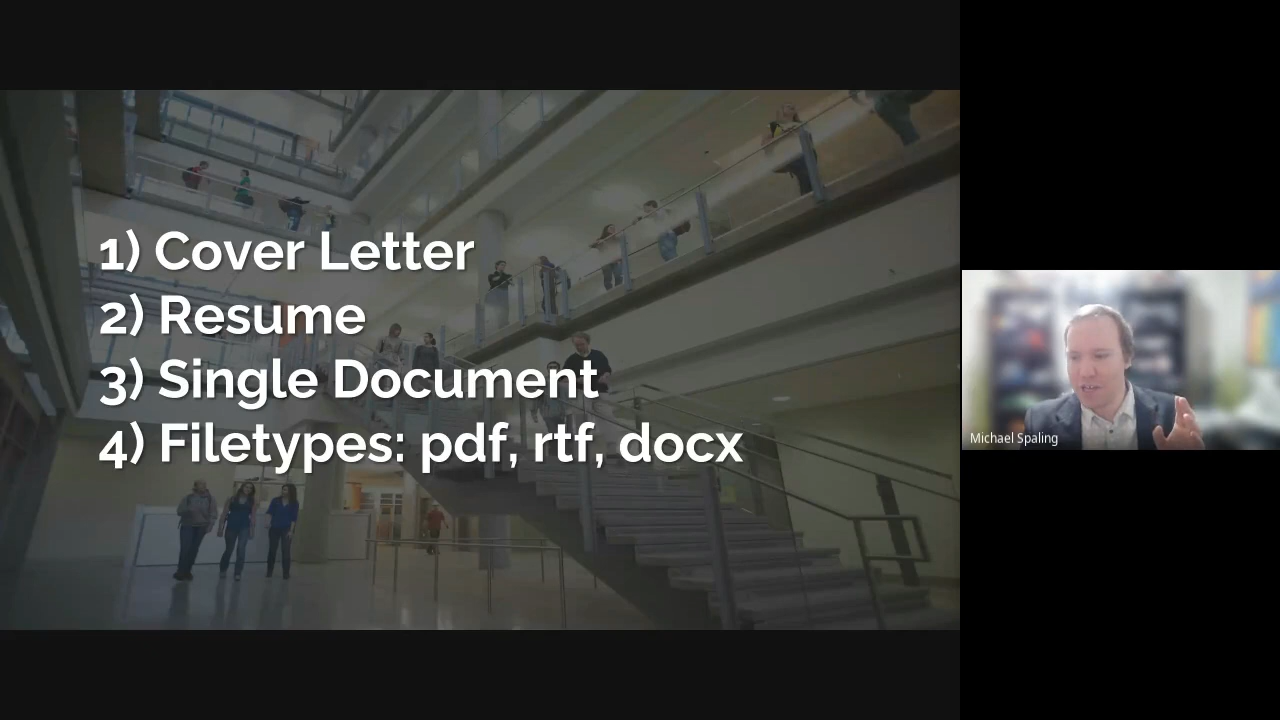 1) Cover Letter
2) Resume
3) Single Document
4) Filetypes: pdf, rtf, docx
Michael Spaling